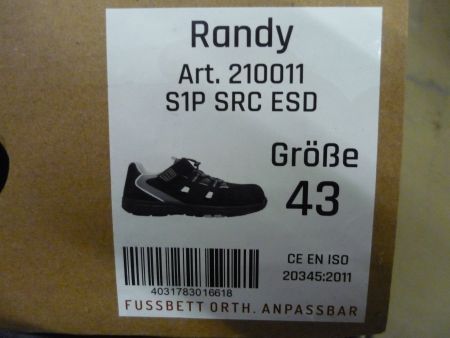 Randy
Art. 210011
S1P SRC ESD
Größe
43
CE EN ISO
20345:2011
4031783016618
FUSSBETT ORTH. ANPASSBAR